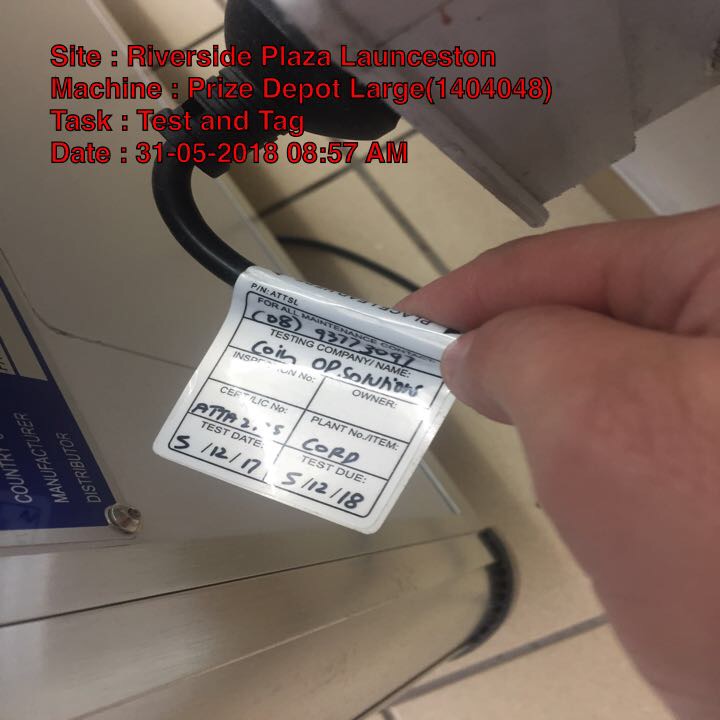 Site : Riverside Plaza Launceston
Machine : Prize Depot Large(1404048)
Task : Test and Tag
Date : 31-05-2018 08:57 AM
P/N: ATTSL
FOR ALL MAINTENANCE CONTACT
(08) 93773097
TESTING COMPANY/NAME:
Coin OP Solutions
INSPECTION No:
OWNER:
CERT/LIC No:
PLANT No./ITEM:
CORD
TEST DATE:
5/12/17
TEST DUE:
5/12/18
MANUFACTURER
DISTRIBUTOR